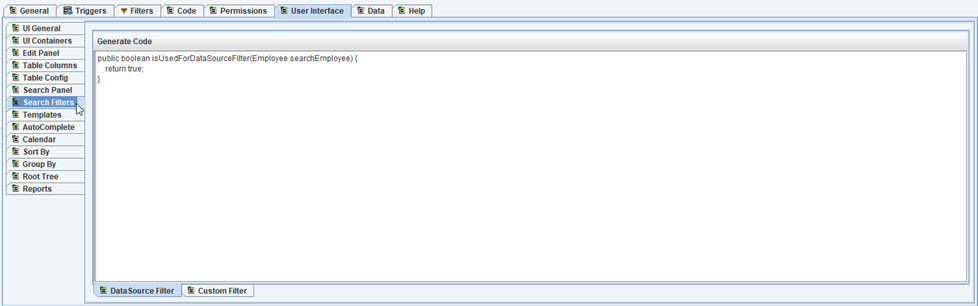 General Triggers Filters Code Permissions User Interface Data Help
UI General
UI Containers
Edit Panel
Table Columns
Table Config
Search Panel
Search Filters
Templates
AutoComplete
Calendar
Sort By
Group By
Root Tree
Reports
Generate Code
public boolean isUsedForDataSourceFilter(Employee searchEmployee) {
return true;
}
DataSource Filter Custom Filter